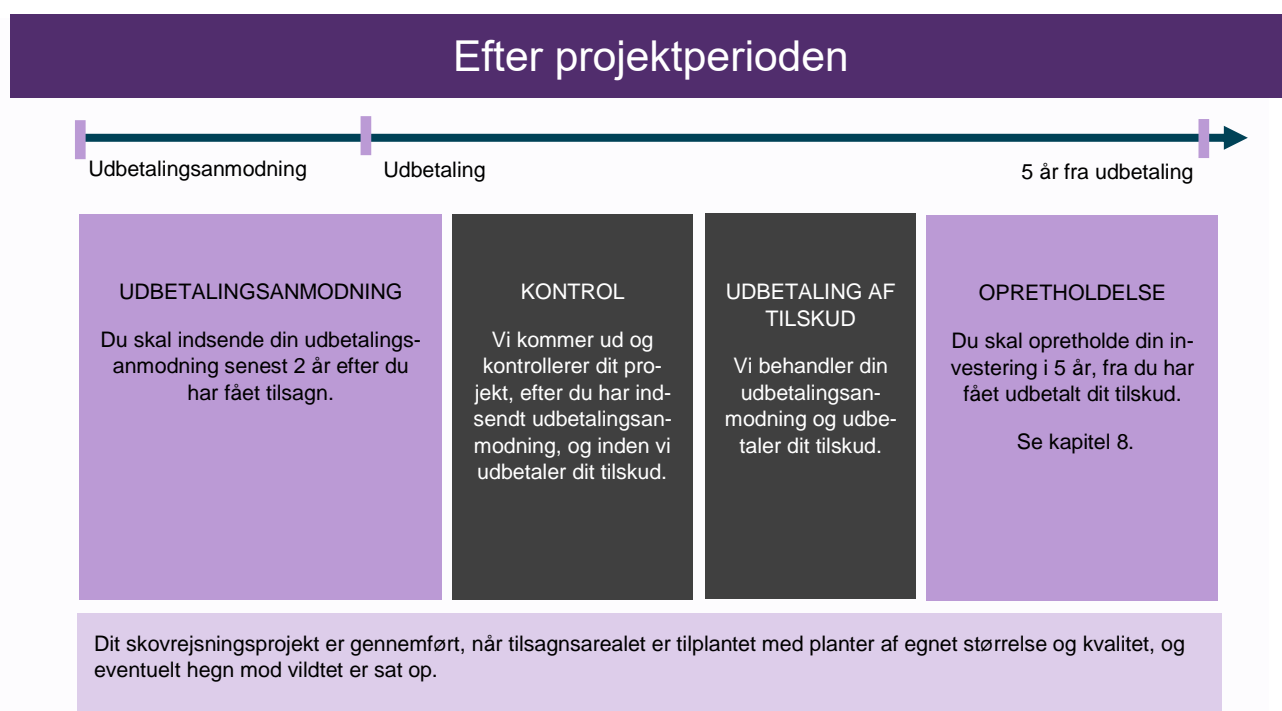 Efter projektperioden
Udbetalingsanmodning
Udbetaling
5 år fra udbetaling
UDBETALINGSANMODNING
Du skal indsende din udbetalings-
anmodning senest 2 år efter du
har fået tilsagn.
KONTROL
Vi kommer ud og
kontrollerer dit pro-
jekt, efter du har ind-
sendt udbetalingsan-
modning, og inden vi
udbetaler dit tilskud.
UDBETALING AF
TILSKUD
Vi behandler din
udbetalingsan-
modning og udbe-
taler dit tilskud.
OPRETHOLDELSE
Du skal opretholde din in-
vestering i 5 år, fra du har
fået udbetalt dit tilskud.
Se kapitel 8.
Dit skovrejsningsprojekt er gennemført, når tilsagnsarealet er tilplantet med planter af egnet størrelse og kvalitet, og
eventuelt hegn mod vildtet er sat op.